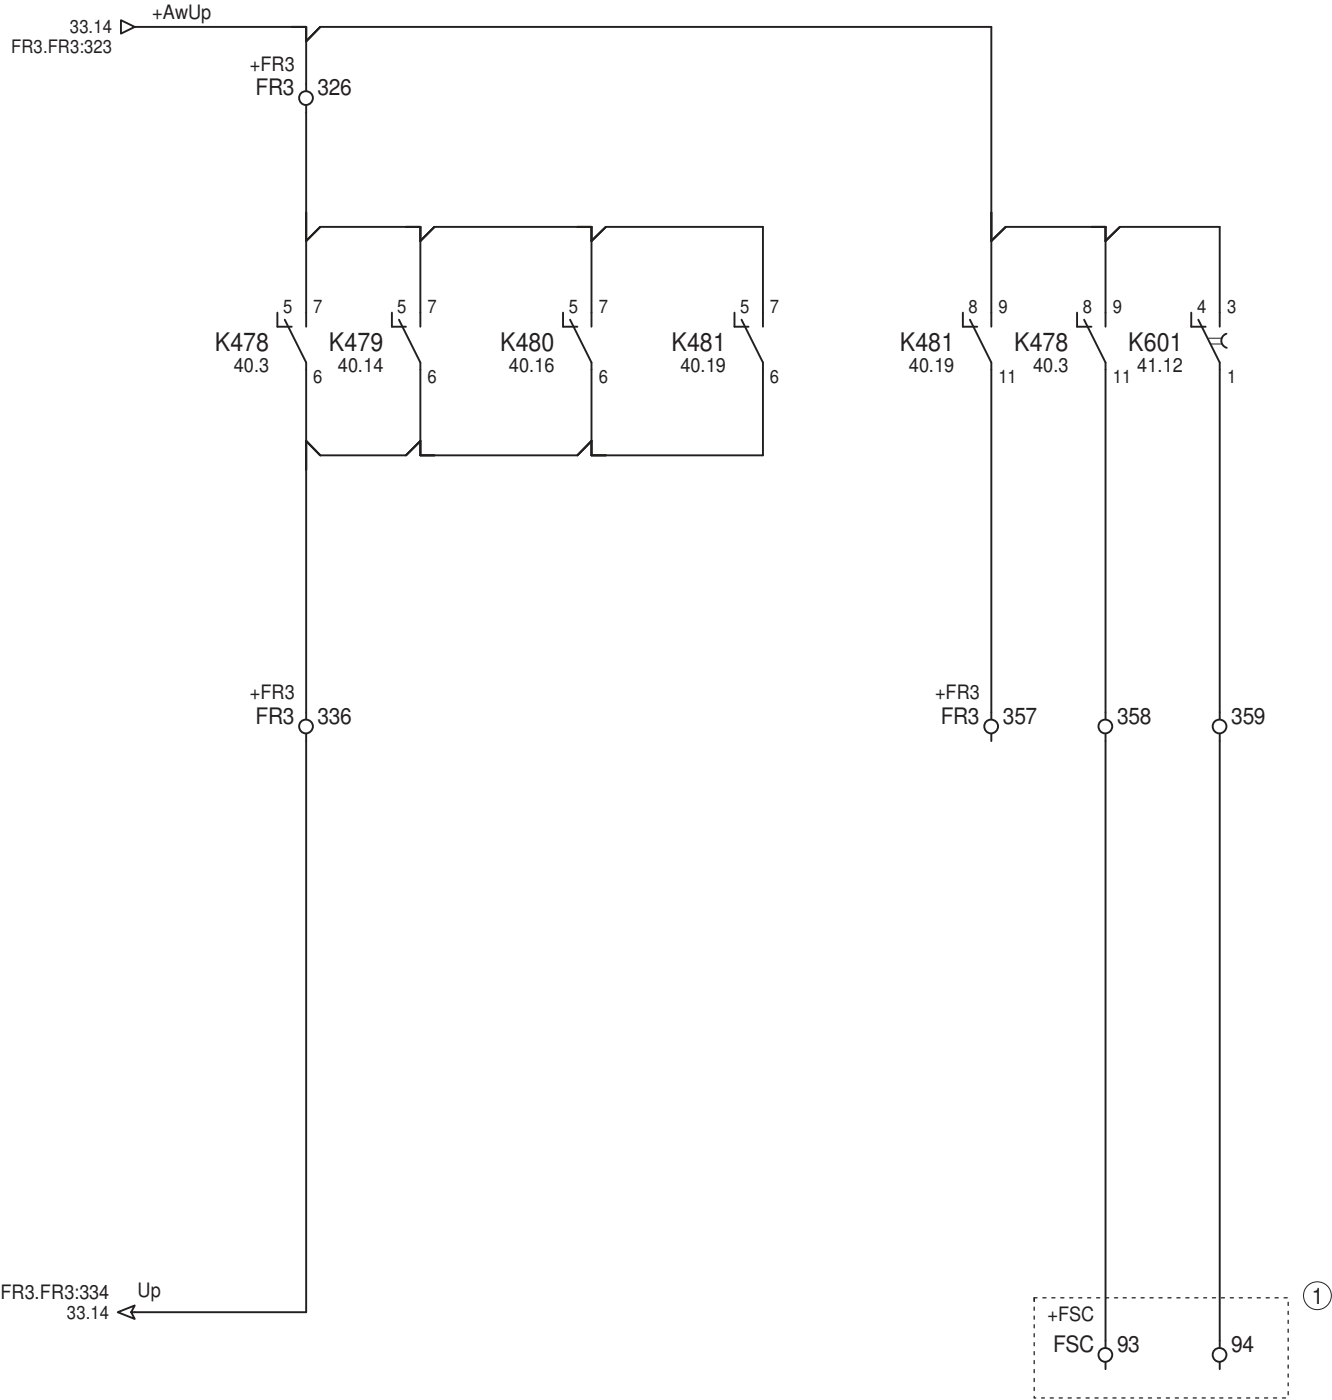 +AwUp
33.14
FR3.FR3:323
+FR3
FR3 326
5 7 5 7 5 7 5 7 8 9 8 9 4 3
K478 K479 K480 K481 K481 K478 K601
40.3 40.14 40.16 40.19 40.19 40.3 41.12
6 6 6 6 11 11 1
+FR3 +FR3
FR3 336 FR3 357 358 359
FR3.FR3:334 Up
33.14
1
+FSC
FSC 93 94